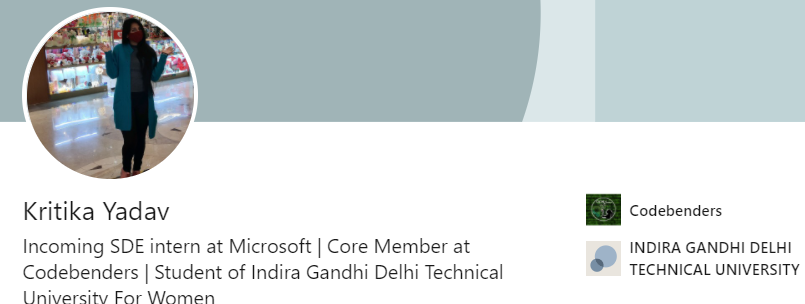 Kritika Yadav
Incoming SDE intern at Microsoft | Core Member at
Codebenders | Student of Indira Gandhi Delhi Technical
University For Women
Codebenders
INDIRA GANDHI DELHI
TECHNICAL UNIVERSITY